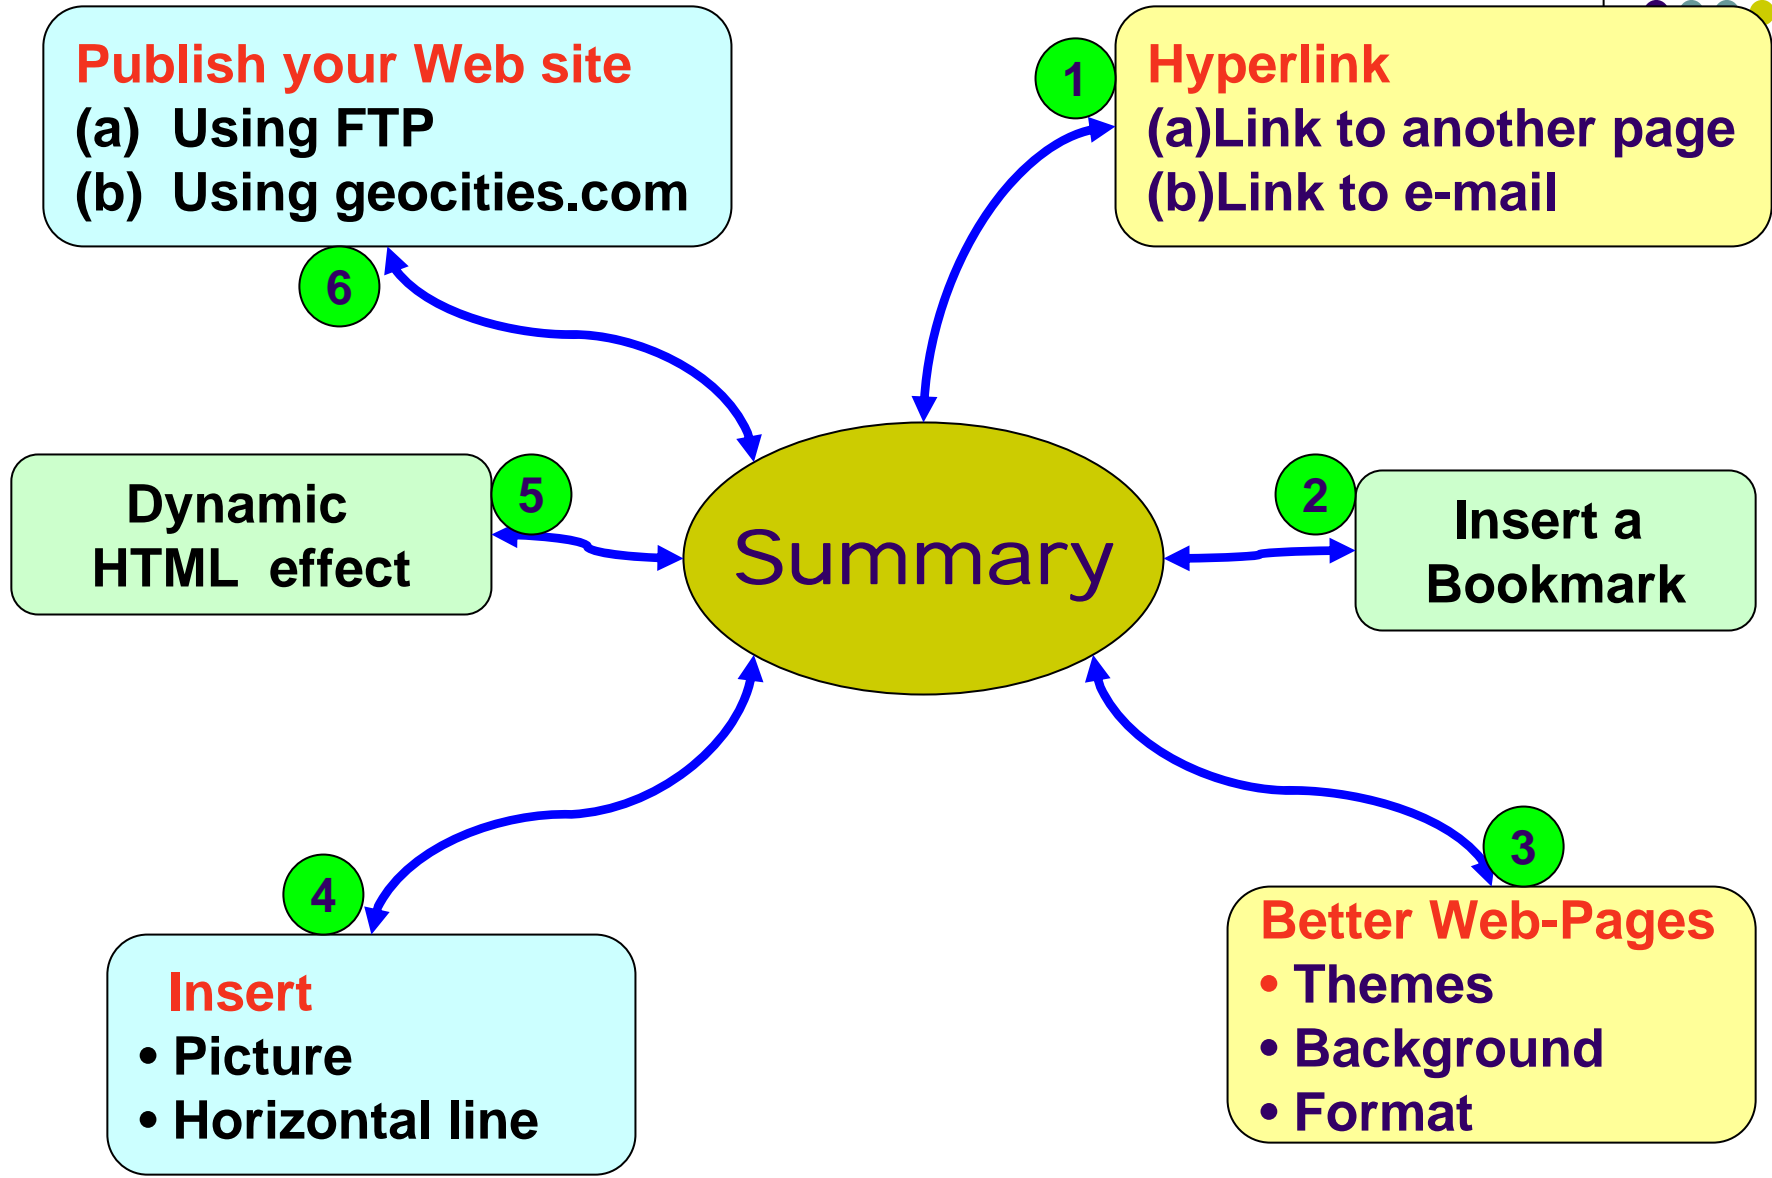 1
Hyperlink
(a)Link to another page
(b)Link to e-mail
2
Insert a
Bookmark
3
Better Web-Pages
• Themes
• Background
• Format
4
Insert
• Picture
• Horizontal line
5
Dynamic
HTML effect
6
Publish your Web site
(a) Using FTP
(b) Using geocities.com
Summary